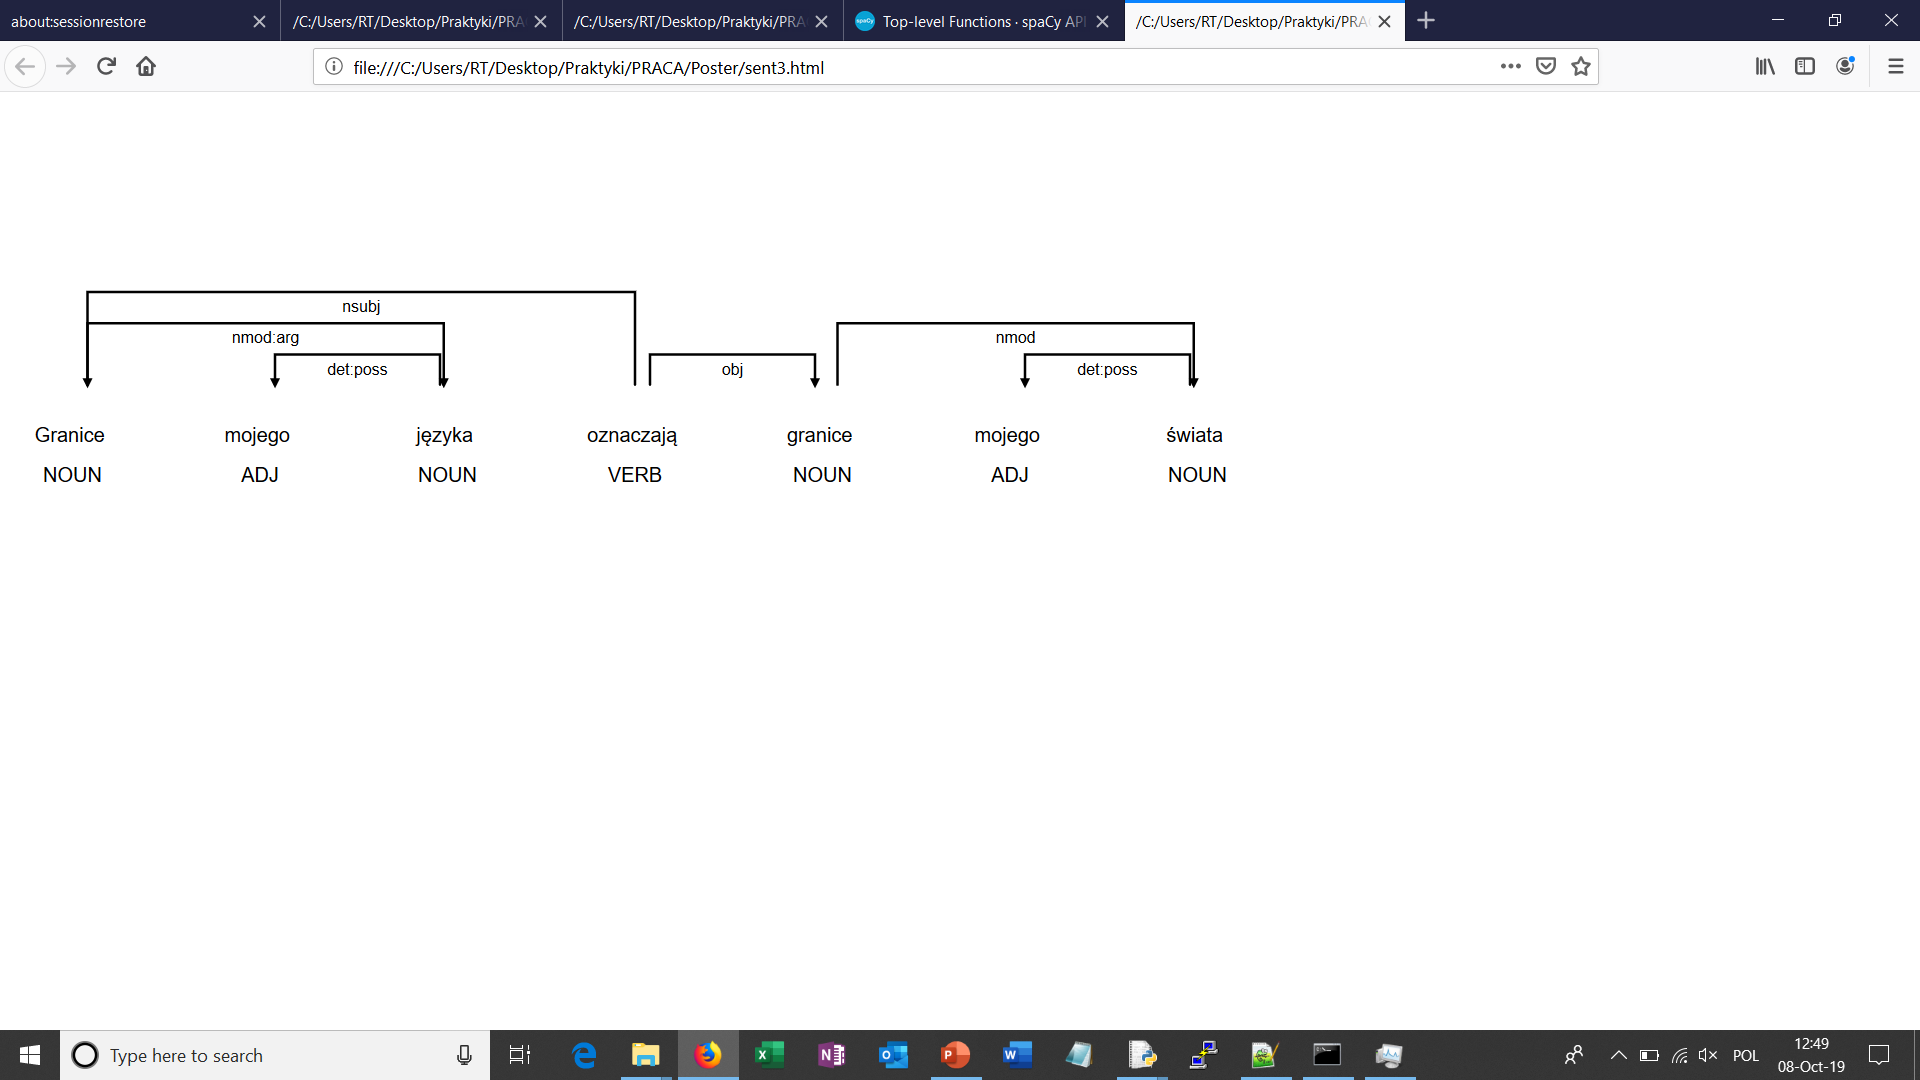 about:sessionrestore
/C:/Users/RT/Desktop/Praktyki/PRA
/C:/Users/RT/Desktop/Praktyki/PRA
spaCy Top-level Functions · spaCy API
/C:/Users/RT/Desktop/Praktyki/PRA
file:///C:/Users/RT/Desktop/Praktyki/PRACA/Poster/sent3.html
nsubj
nmod:arg nmod
det:poss obj det:poss
Granice mojego języka oznaczają granice mojego świata
NOUN ADJ NOUN VERB NOUN ADJ NOUN
Type here to search
POL
12:49
08-Oct-19